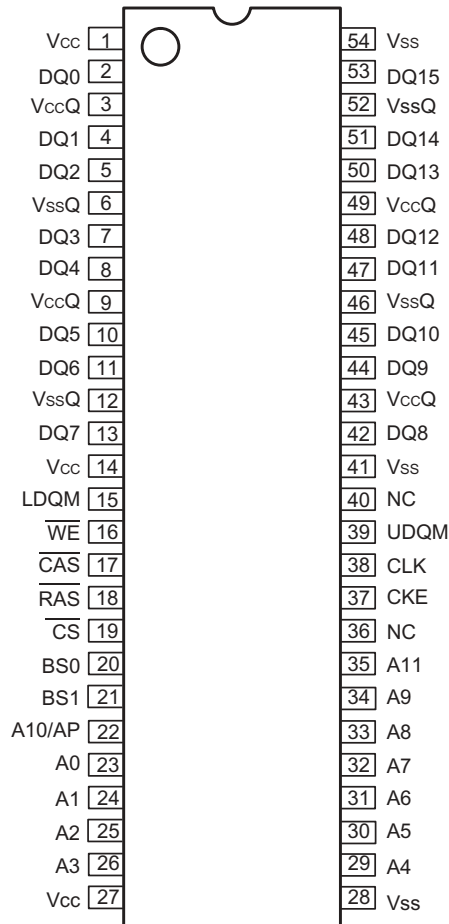 Vcc 1 54 Vss
DQ0 2 53 DQ15
VccQ 3 52 VssQ
DQ1 4 51 DQ14
DQ2 5 50 DQ13
VssQ 6 49 VccQ
DQ3 7 48 DQ12
DQ4 8 47 DQ11
VccQ 9 46 VssQ
DQ5 10 45 DQ10
DQ6 11 44 DQ9
VssQ 12 43 VccQ
DQ7 13 42 DQ8
Vcc 14 41 Vss
LDQM 15 40 NC
W̅E̅ 16 39 UDQM
C̅A̅S̅ 17 38 CLK
R̅A̅S̅ 18 37 CKE
C̅S̅ 19 36 NC
BS0 20 35 A11
BS1 21 34 A9
A10/AP 22 33 A8
A0 23 32 A7
A1 24 31 A6
A2 25 30 A5
A3 26 29 A4
Vcc 27 28 Vss